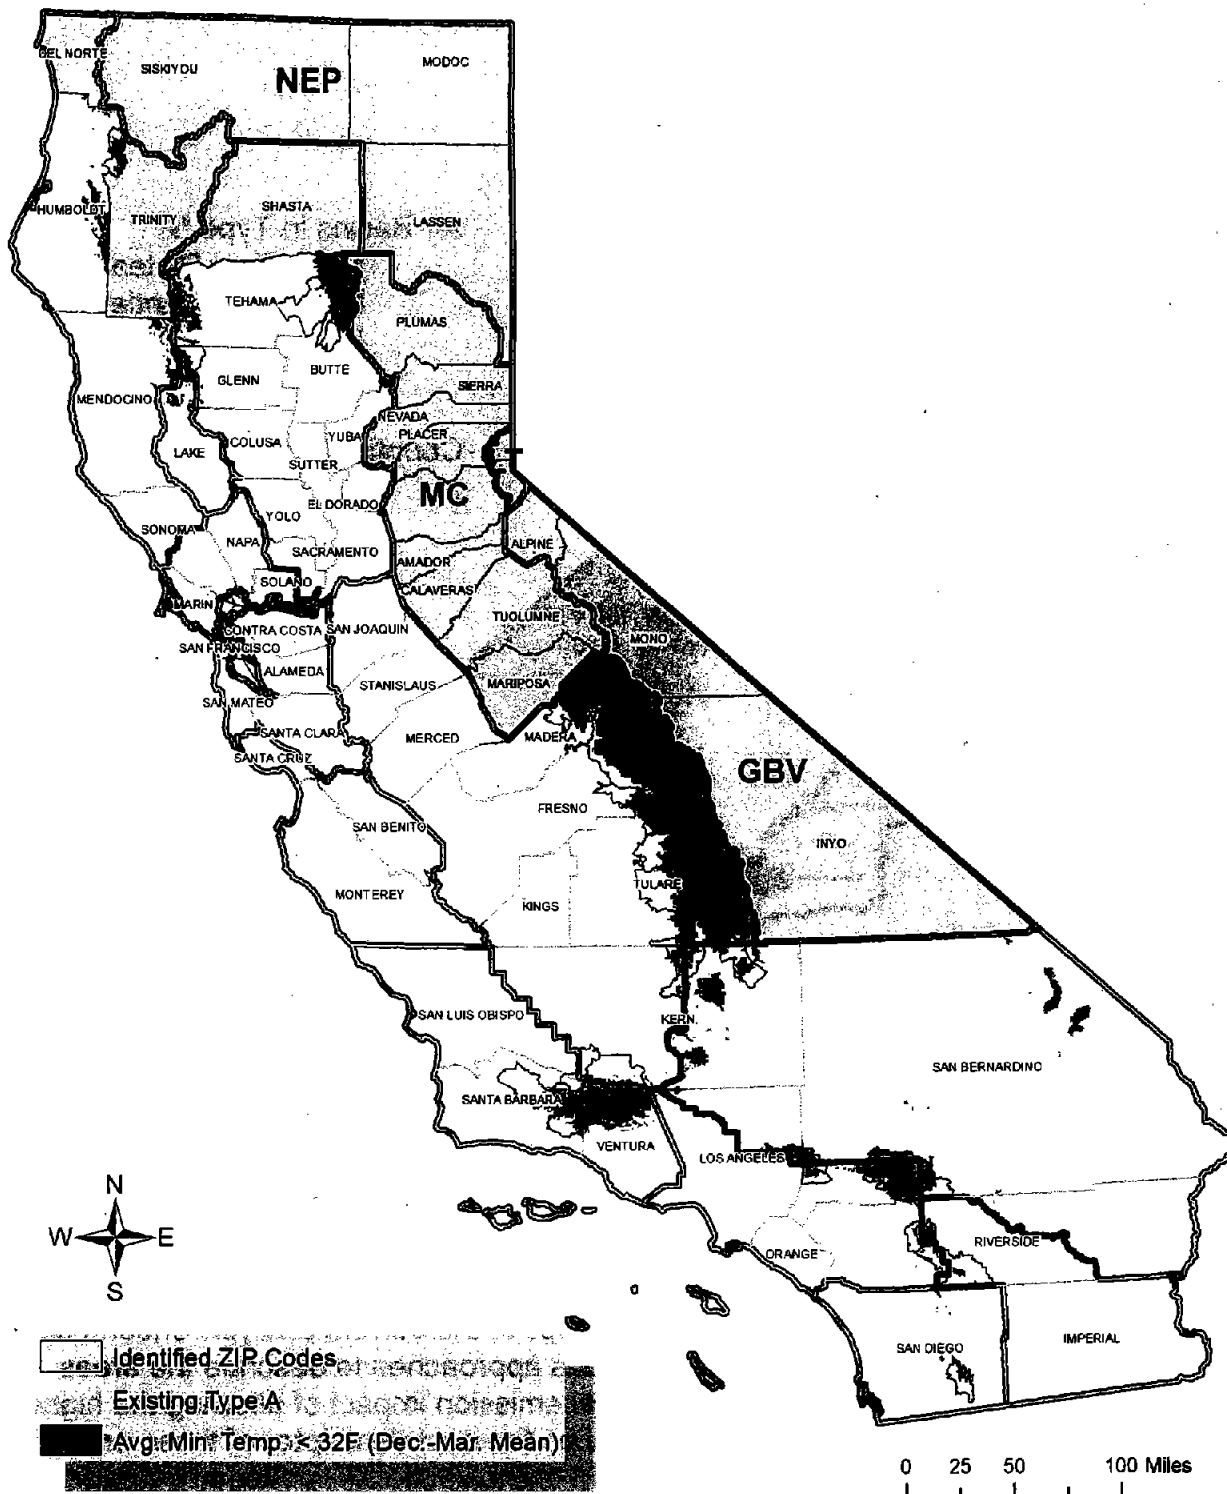 DEL NORTE
SISKIYOU
NEP
MODOC
HUMBOLDT
TRINITY
SHASTA
LASSEN
TEHAMA
PLUMAS
BUTTE
GLENN
SIERRA
MENDOCINO
NEVADA
PLACER
YUBA
COLUSA
LAKE
SUTTER
MC
EL DORADO
YOLO
SONOMA
NAPA
ALPINE
SACRAMENTO
AMADOR
SOLANO
CALAVERAS
MARIN
TUOLUMNE
CONTRA COSTA
SAN JOAQUIN
MONO
SAN FRANCISCO
ALAMEDA
STANISLAUS
MARIPOSA
SAN MATEO
SANTA CLARA
MERCED
MADERA
SANTA CRUZ
GBV
FRESNO
SAN BENITO
INYO
TULARE
MONTEREY
KINGS
SAN LUIS OBISPO
KERN
SAN BERNARDINO
SANTA BARBARA
VENTURA
LOS ANGELES
N
W E
S
ORANGE
RIVERSIDE
SAN DIEGO
IMPERIAL
Identified ZIP Codes
Existing Type A
Avg. Min. Temp. < 32F (Dec.-Mar. Mean)
0 25 50 100 Miles